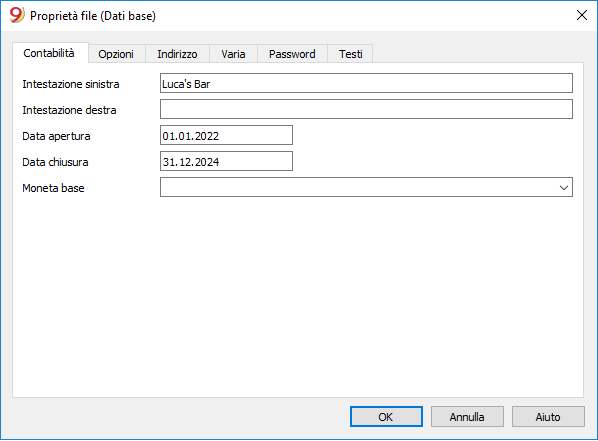 9 Proprietà file (Dati base)
Contabilità Opzioni Indirizzo Varia Password Testi
Intestazione sinistra Luca's Bar
Intestazione destra
Data apertura 01.01.2022
Data chiusura 31.12.2024
Moneta base
OK Annulla Aiuto